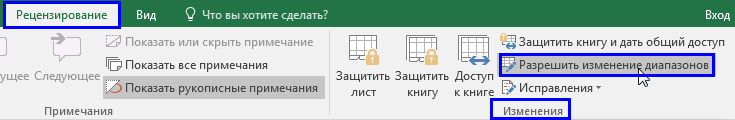 Рецензирование Вид Что вы хотите сделать? Вход
Показать или скрыть примечание
Показать все примечания
Показать рукописные примечания
Следующее
Примечания
Защитить
лист
Защитить
книгу
Доступ
к книге
Защитить книгу и дать общий доступ
Разрешить изменение диапазонов
Исправления
Изменения